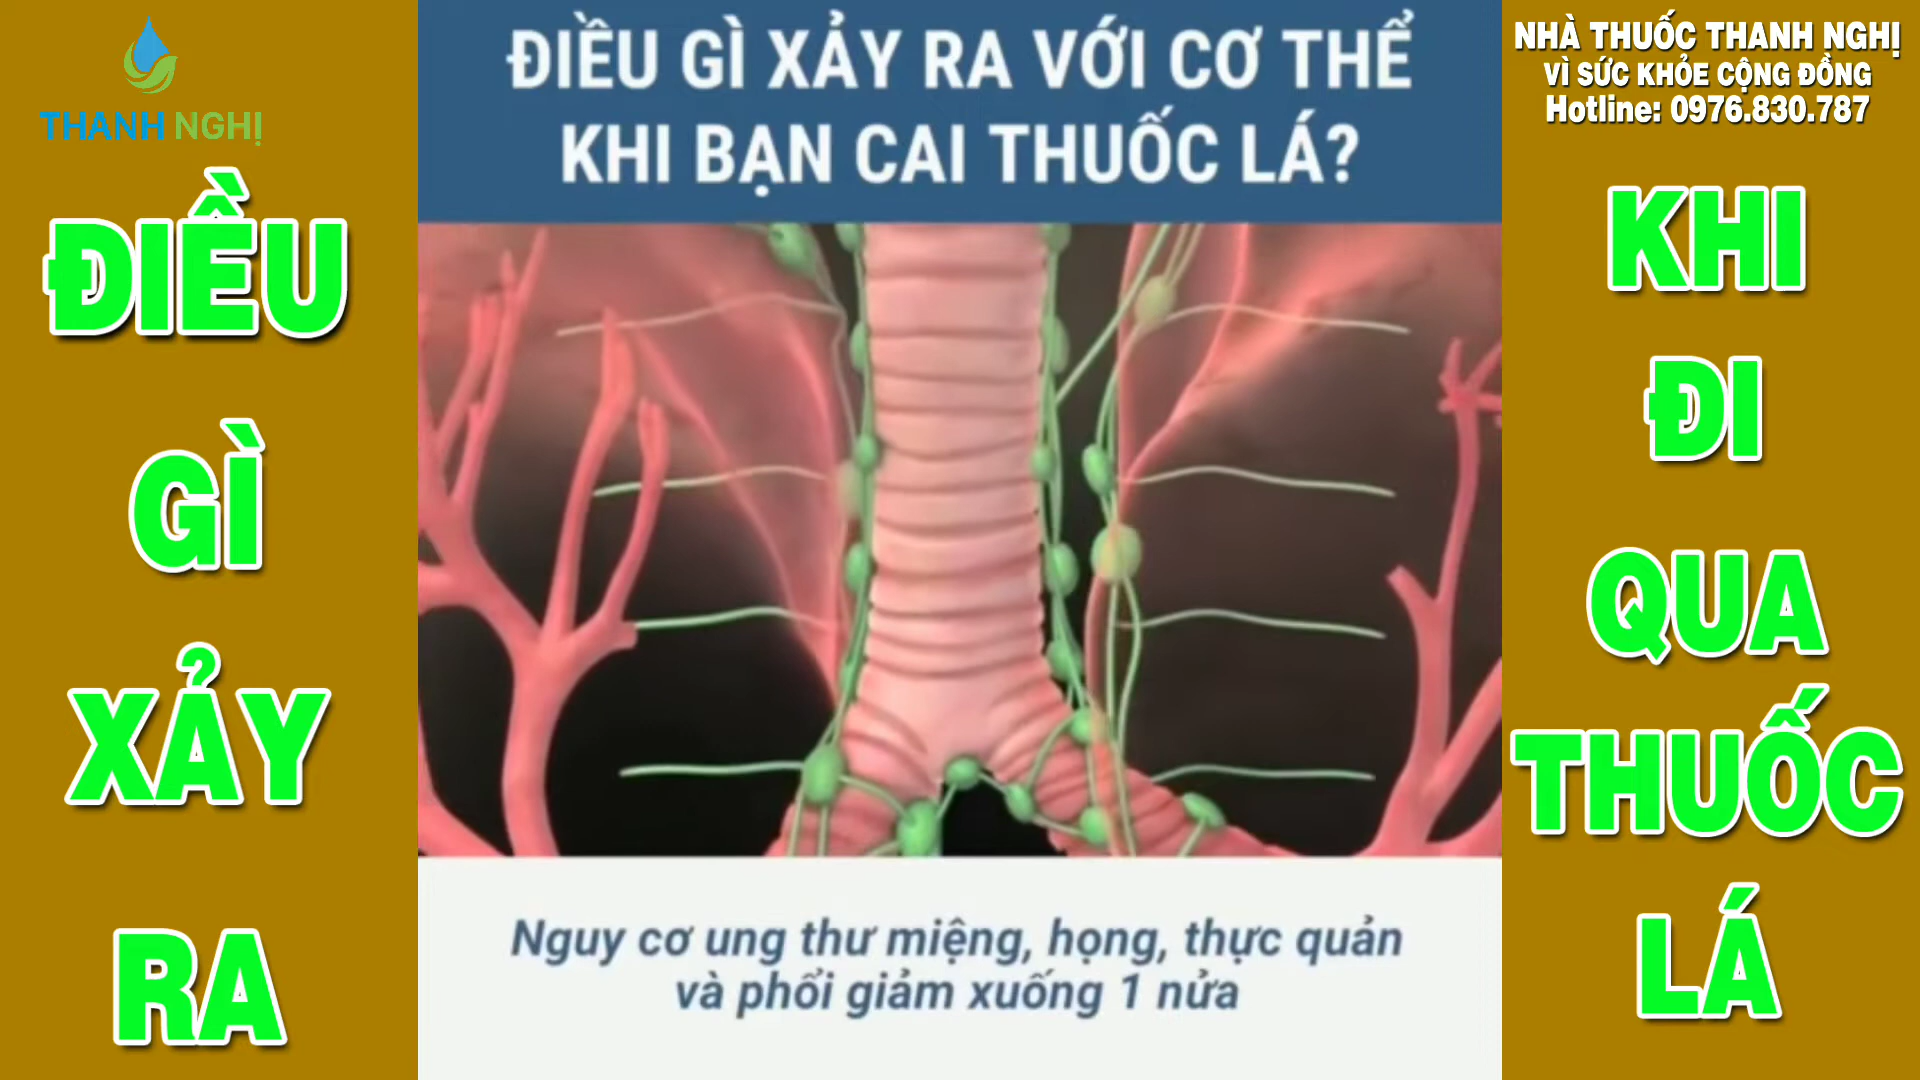 THANH NGHỊ
ĐIỀU
GÌ
XẢY
RA
ĐIỀU GÌ XẢY RA VỚI CƠ THỂ
KHI BẠN CAI THUỐC LÁ?
Nguy cơ ung thư miệng, họng, thực quản
và phổi giảm xuống 1 nửa
NHÀ THUỐC THANH NGHỊ
VÌ SỨC KHỎE CỘNG ĐỒNG
Hotline: 0976.830.787
KHI
ĐI
QUA
THUỐC
LÁ